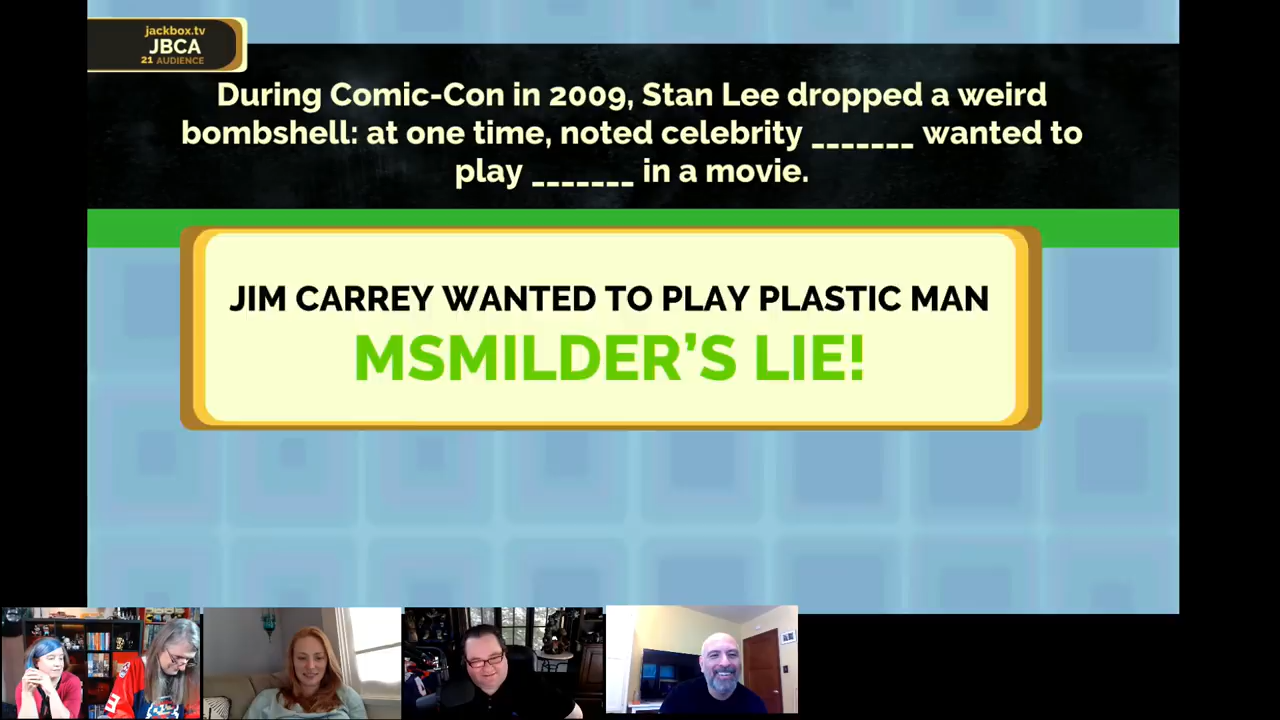 jackbox.tv
JBCA
21 AUDIENCE
During Comic-Con in 2009, Stan Lee dropped a weird
bombshell: at one time, noted celebrity _______ wanted to
play _______ in a movie.
JIM CARREY WANTED TO PLAY PLASTIC MAN
MSMILDER’S LIE!